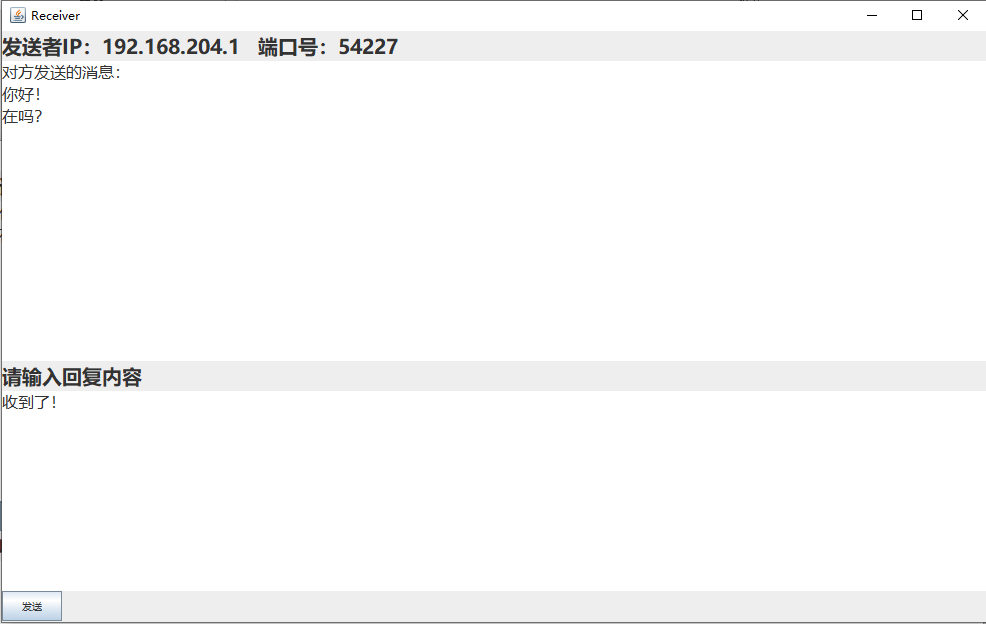 Receiver
发送者IP：192.168.204.1 端口号：54227
对方发送的消息：
你好！
在吗？
请输入回复内容
收到了！
发送